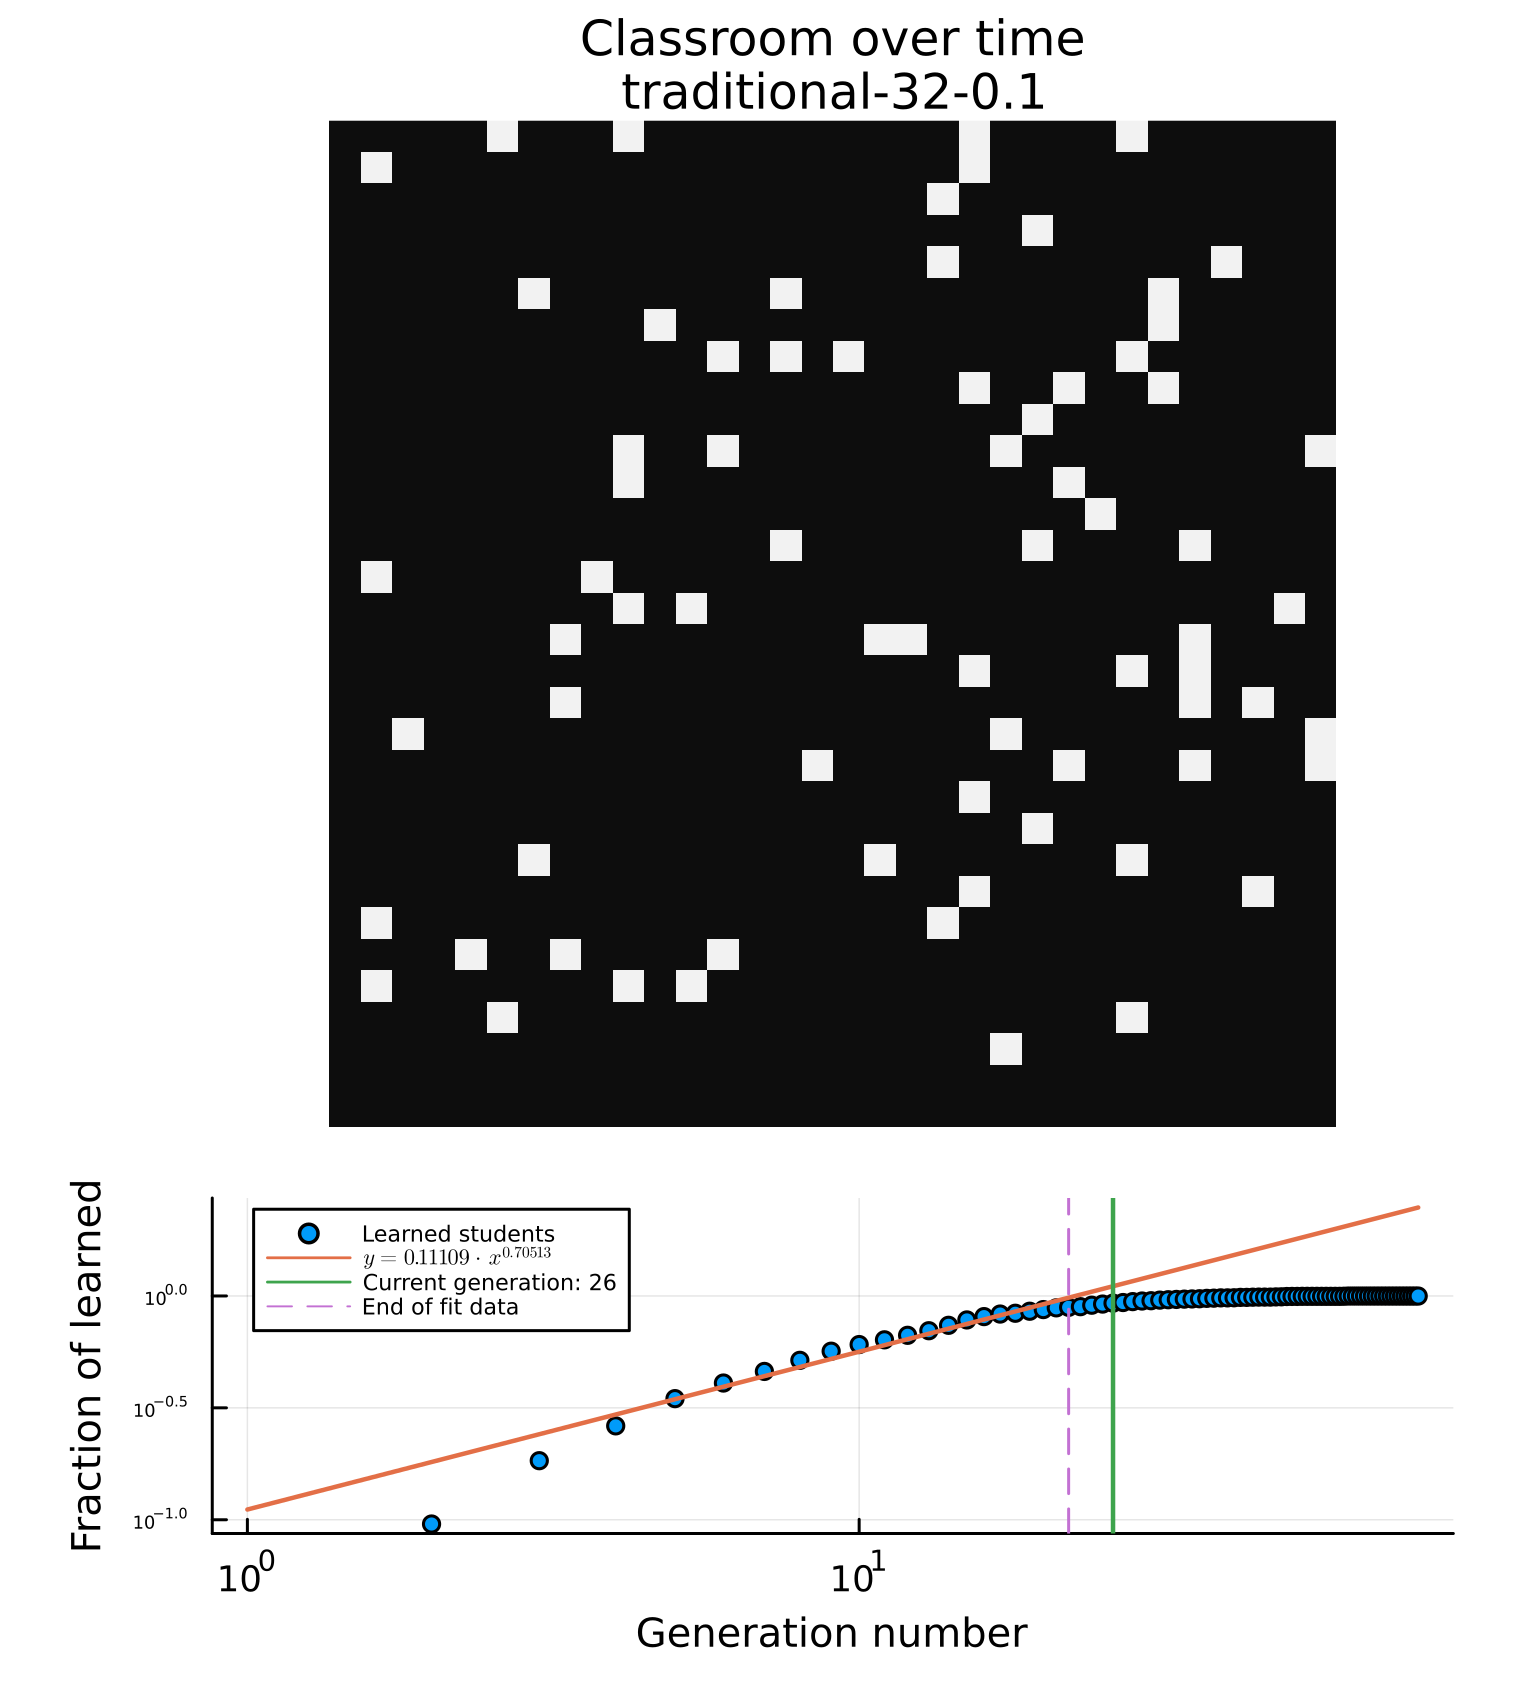 Classroom over time
traditional-32-0.1
Fraction of learned
Learned students
y = 0.11109 · x^0.70513
Current generation: 26
End of fit data
10^0.0
10^−0.5
10^−1.0
10^0 10^1
Generation number